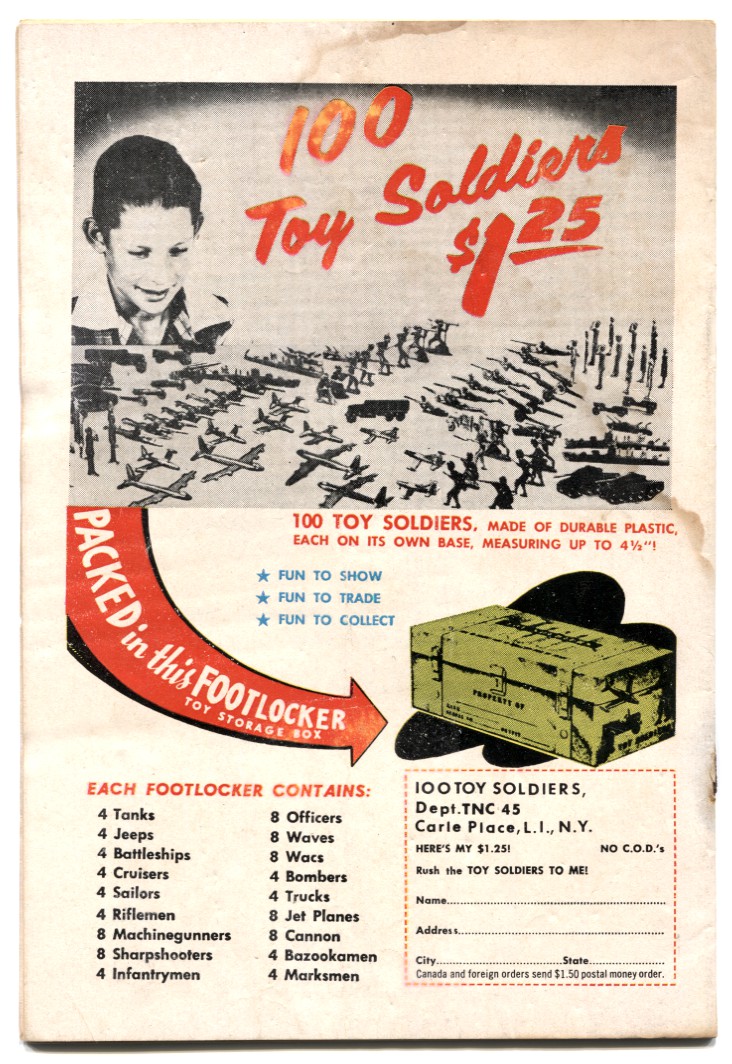 100
Toy Soldiers
$1.25
100 TOY SOLDIERS, MADE OF DURABLE PLASTIC,
EACH ON ITS OWN BASE, MEASURING UP TO 4½"!
PACKED in this FOOTLOCKER
TOY STORAGE BOX
★ FUN TO SHOW
★ FUN TO TRADE
★ FUN TO COLLECT
PROPERTY OF
EACH FOOTLOCKER CONTAINS:
4 Tanks
4 Jeeps
4 Battleships
4 Cruisers
4 Sailors
4 Riflemen
8 Machinegunners
8 Sharpshooters
4 Infantrymen
8 Officers
8 Waves
8 Wacs
4 Bombers
4 Trucks
8 Jet Planes
8 Cannon
4 Bazookamen
4 Marksmen
100 TOY SOLDIERS,
Dept.TNC 45
Carle Place, L.I., N.Y.
HERE'S MY $1.25! NO C.O.D.'s
Rush the TOY SOLDIERS TO ME!
Name
Address
City State
Canada and foreign orders send $1.50 postal money order.